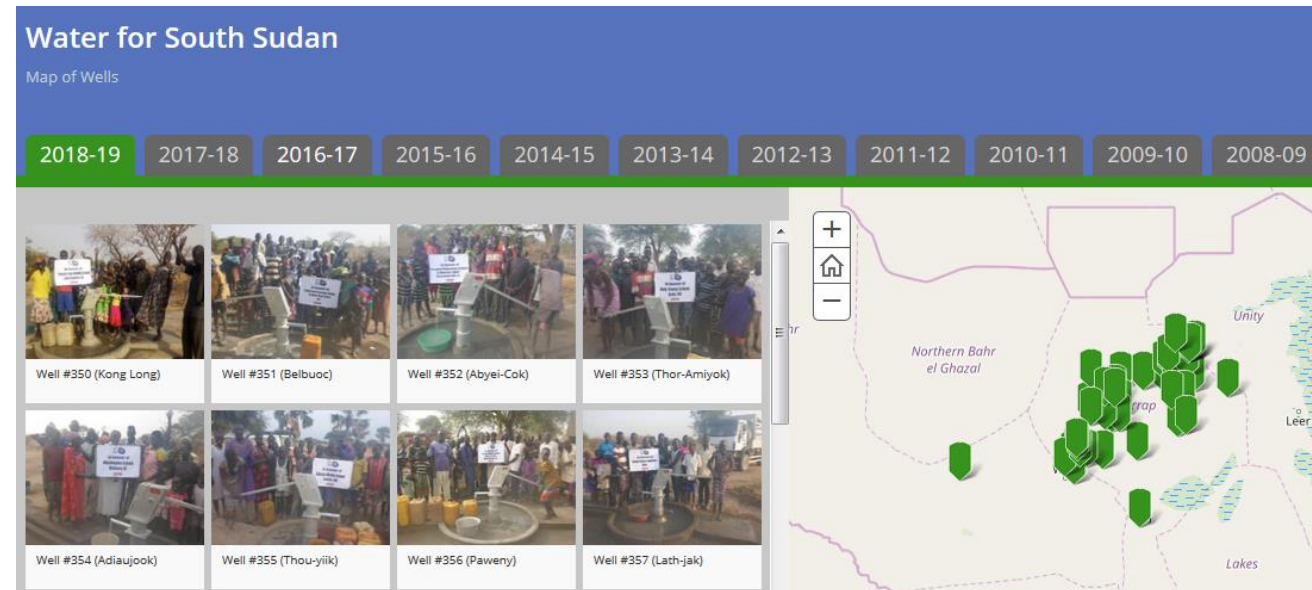 Water for South Sudan
Map of Wells
2018-19
2017-18
2016-17
2015-16
2014-15
2013-14
2012-13
2011-12
2010-11
2009-10
2008-09
Well #350 (Kong Long)
Well #351 (Belbuoc)
Well #352 (Abyei-Cok)
Well #353 (Thor-Amiyok)
Well #354 (Adiaujook)
Well #355 (Thou-yiik)
Well #356 (Paweny)
Well #357 (Lath-jak)
+
−
Unity
Northern Bahr
el Ghazal
rrap
Leer
Lakes